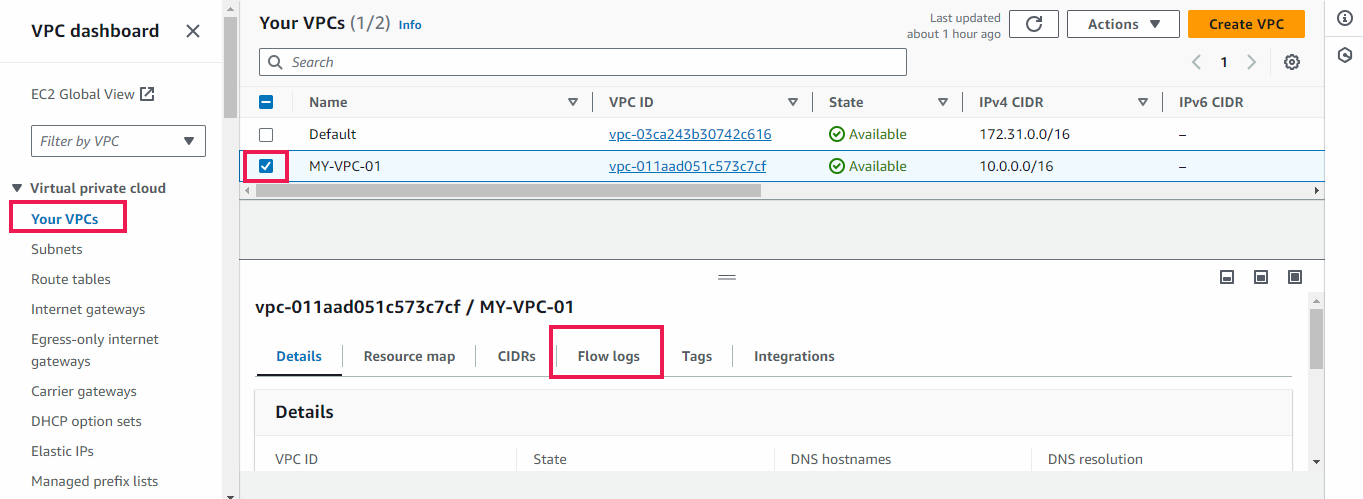 VPC dashboard
EC2 Global View
Filter by VPC
Virtual private cloud
Your VPCs
Subnets
Route tables
Internet gateways
Egress-only internet
gateways
Carrier gateways
DHCP option sets
Elastic IPs
Managed prefix lists
Your VPCs (1/2) Info
Last updated
about 1 hour ago
Actions
Create VPC
Search
1
Name VPC ID State IPv4 CIDR IPv6 CIDR
Default vpc-03ca243b30742c616 Available 172.31.0.0/16 –
MY-VPC-01 vpc-011aad051c573c7cf Available 10.0.0.0/16 –
vpc-011aad051c573c7cf / MY-VPC-01
Details Resource map CIDRs Flow logs Tags Integrations
Details
VPC ID State DNS hostnames DNS resolution